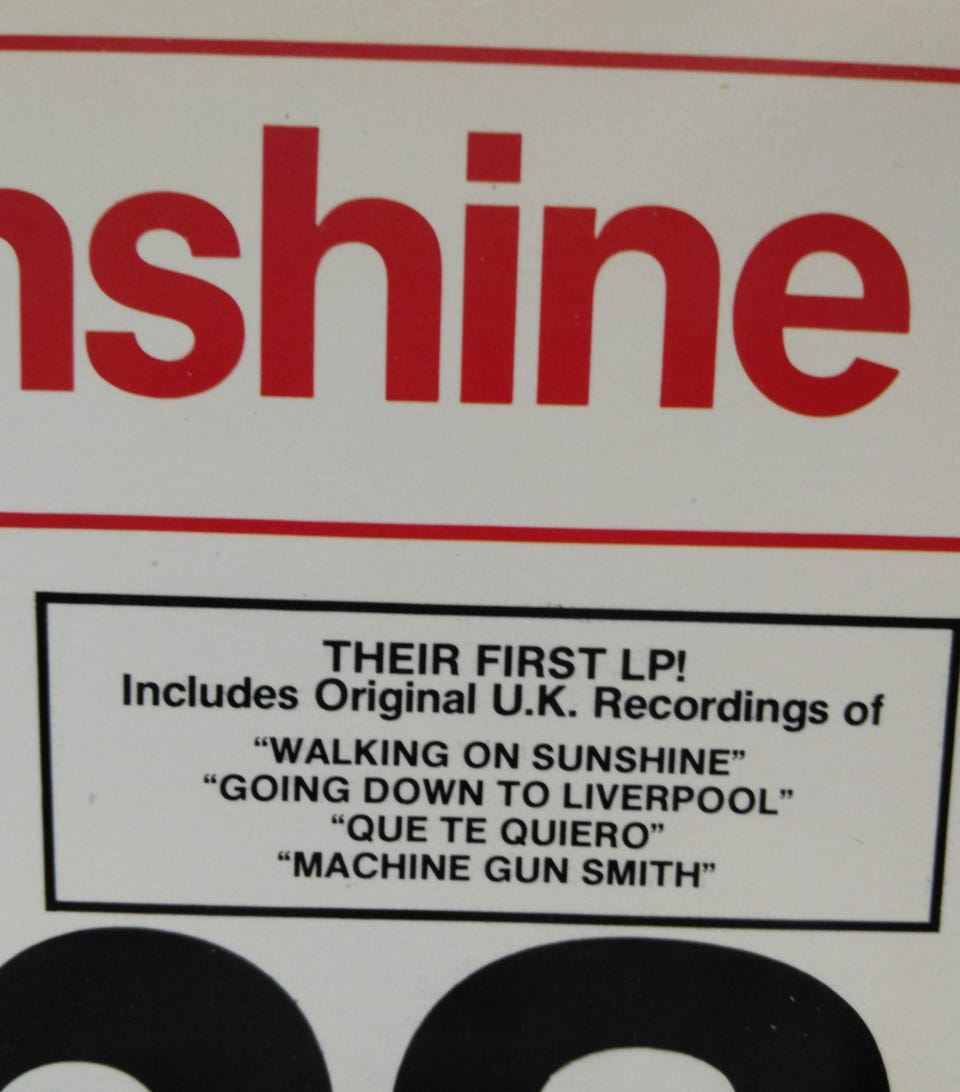 nshine
THEIR FIRST LP!
Includes Original U.K. Recordings of
“WALKING ON SUNSHINE”
“GOING DOWN TO LIVERPOOL”
“QUE TE QUIERO”
“MACHINE GUN SMITH”